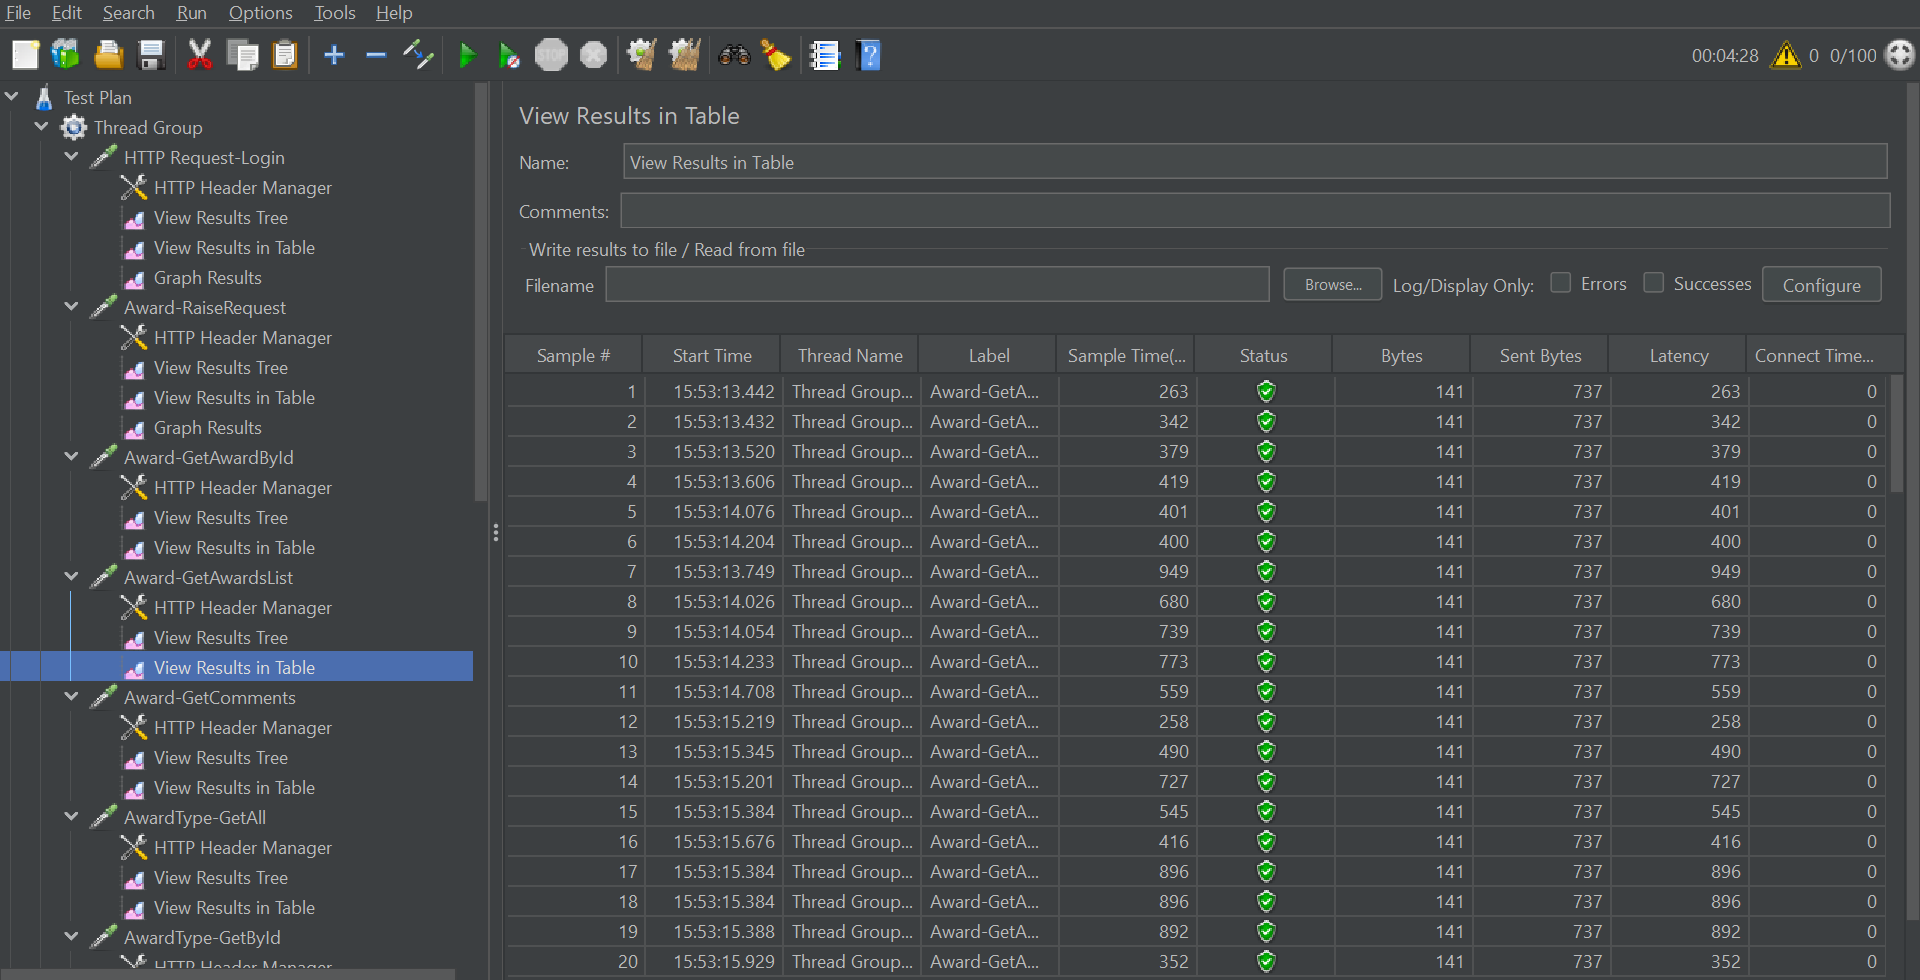 File Edit Search Run Options Tools Help
00:04:28 0 0/100
Test Plan
Thread Group
HTTP Request-Login
HTTP Header Manager
View Results Tree
View Results in Table
Graph Results
Award-RaiseRequest
HTTP Header Manager
View Results Tree
View Results in Table
Graph Results
Award-GetAwardById
HTTP Header Manager
View Results Tree
View Results in Table
Award-GetAwardsList
HTTP Header Manager
View Results Tree
View Results in Table
Award-GetComments
HTTP Header Manager
View Results Tree
View Results in Table
AwardType-GetAll
HTTP Header Manager
View Results Tree
View Results in Table
AwardType-GetById
HTTP Header Manager
View Results in Table
Name: View Results in Table
Comments:
Write results to file / Read from file
Filename Browse... Log/Display Only: Errors Successes Configure
Sample # Start Time Thread Name Label Sample Time(... Status Bytes Sent Bytes Latency Connect Time...
1 15:53:13.442 Thread Group... Award-GetA... 263 141 737 263 0
2 15:53:13.432 Thread Group... Award-GetA... 342 141 737 342 0
3 15:53:13.520 Thread Group... Award-GetA... 379 141 737 379 0
4 15:53:13.606 Thread Group... Award-GetA... 419 141 737 419 0
5 15:53:14.076 Thread Group... Award-GetA... 401 141 737 401 0
6 15:53:14.204 Thread Group... Award-GetA... 400 141 737 400 0
7 15:53:13.749 Thread Group... Award-GetA... 949 141 737 949 0
8 15:53:14.026 Thread Group... Award-GetA... 680 141 737 680 0
9 15:53:14.054 Thread Group... Award-GetA... 739 141 737 739 0
10 15:53:14.233 Thread Group... Award-GetA... 773 141 737 773 0
11 15:53:14.708 Thread Group... Award-GetA... 559 141 737 559 0
12 15:53:15.219 Thread Group... Award-GetA... 258 141 737 258 0
13 15:53:15.345 Thread Group... Award-GetA... 490 141 737 490 0
14 15:53:15.201 Thread Group... Award-GetA... 727 141 737 727 0
15 15:53:15.384 Thread Group... Award-GetA... 545 141 737 545 0
16 15:53:15.676 Thread Group... Award-GetA... 416 141 737 416 0
17 15:53:15.384 Thread Group... Award-GetA... 896 141 737 896 0
18 15:53:15.384 Thread Group... Award-GetA... 896 141 737 896 0
19 15:53:15.388 Thread Group... Award-GetA... 892 141 737 892 0
20 15:53:15.929 Thread Group... Award-GetA... 352 141 737 352 0